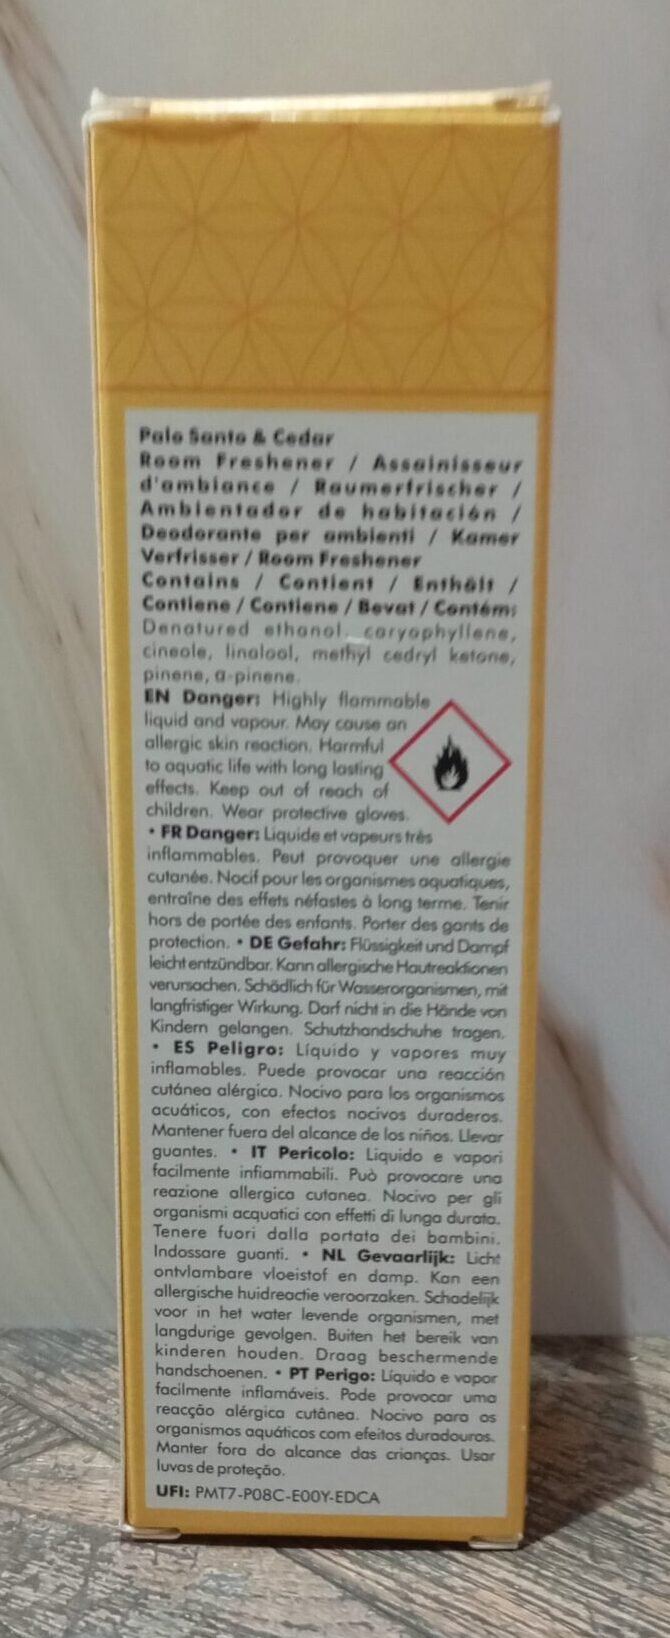 Palo Santo & Cedar
Room Freshener / Assainisseur
d'ambiance / Raumerfrischer /
Ambientador de habitación /
Deodorante per ambienti / Kamer
Verfrisser / Room Freshener
Contains / Contient / Enthält /
Contiene / Contiene / Bevat / Contém:
Denatured ethanol, caryophyllene,
cineole, linalool, methyl cedryl ketone,
pinene, α-pinene.
EN Danger: Highly flammable
liquid and vapour. May cause an
allergic skin reaction. Harmful
to aquatic life with long lasting
effects. Keep out of reach of
children. Wear protective gloves.
• FR Danger: Liquide et vapeurs très
inflammables. Peut provoquer une allergie
cutanée. Nocif pour les organismes aquatiques,
entraîne des effets néfastes à long terme. Tenir
hors de portée des enfants. Porter des gants de
protection. • DE Gefahr: Flüssigkeit und Dampf
leicht entzündbar. Kann allergische Hautreaktionen
verursachen. Schädlich für Wasserorganismen, mit
langfristiger Wirkung. Darf nicht in die Hände von
Kindern gelangen. Schutzhandschuhe tragen.
• ES Peligro: Líquido y vapores muy
inflamables. Puede provocar una reacción
cutánea alérgica. Nocivo para los organismos
acuáticos, con efectos nocivos duraderos.
Mantener fuera del alcance de los niños. Llevar
guantes. • IT Pericolo: Liquido e vapori
facilmente infiammabili. Può provocare una
reazione allergica cutanea. Nocivo per gli
organismi acquatici con effetti di lunga durata.
Tenere fuori dalla portata dei bambini.
Indossare guanti. • NL Gevaarlijk: Licht
ontvlambare vloeistof en damp. Kan een
allergische huidreactie veroorzaken. Schadelijk
voor in het water levende organismen, met
langdurige gevolgen. Buiten het bereik van
kinderen houden. Draag beschermende
handschoenen. • PT Perigo: Líquido e vapor
facilmente inflamáveis. Pode provocar uma
reacção alérgica cutânea. Nocivo para os
organismos aquáticos com efeitos duradouros.
Manter fora do alcance das crianças. Usar
luvas de proteção.
UFI: PMT7-P08C-E00Y-EDCA